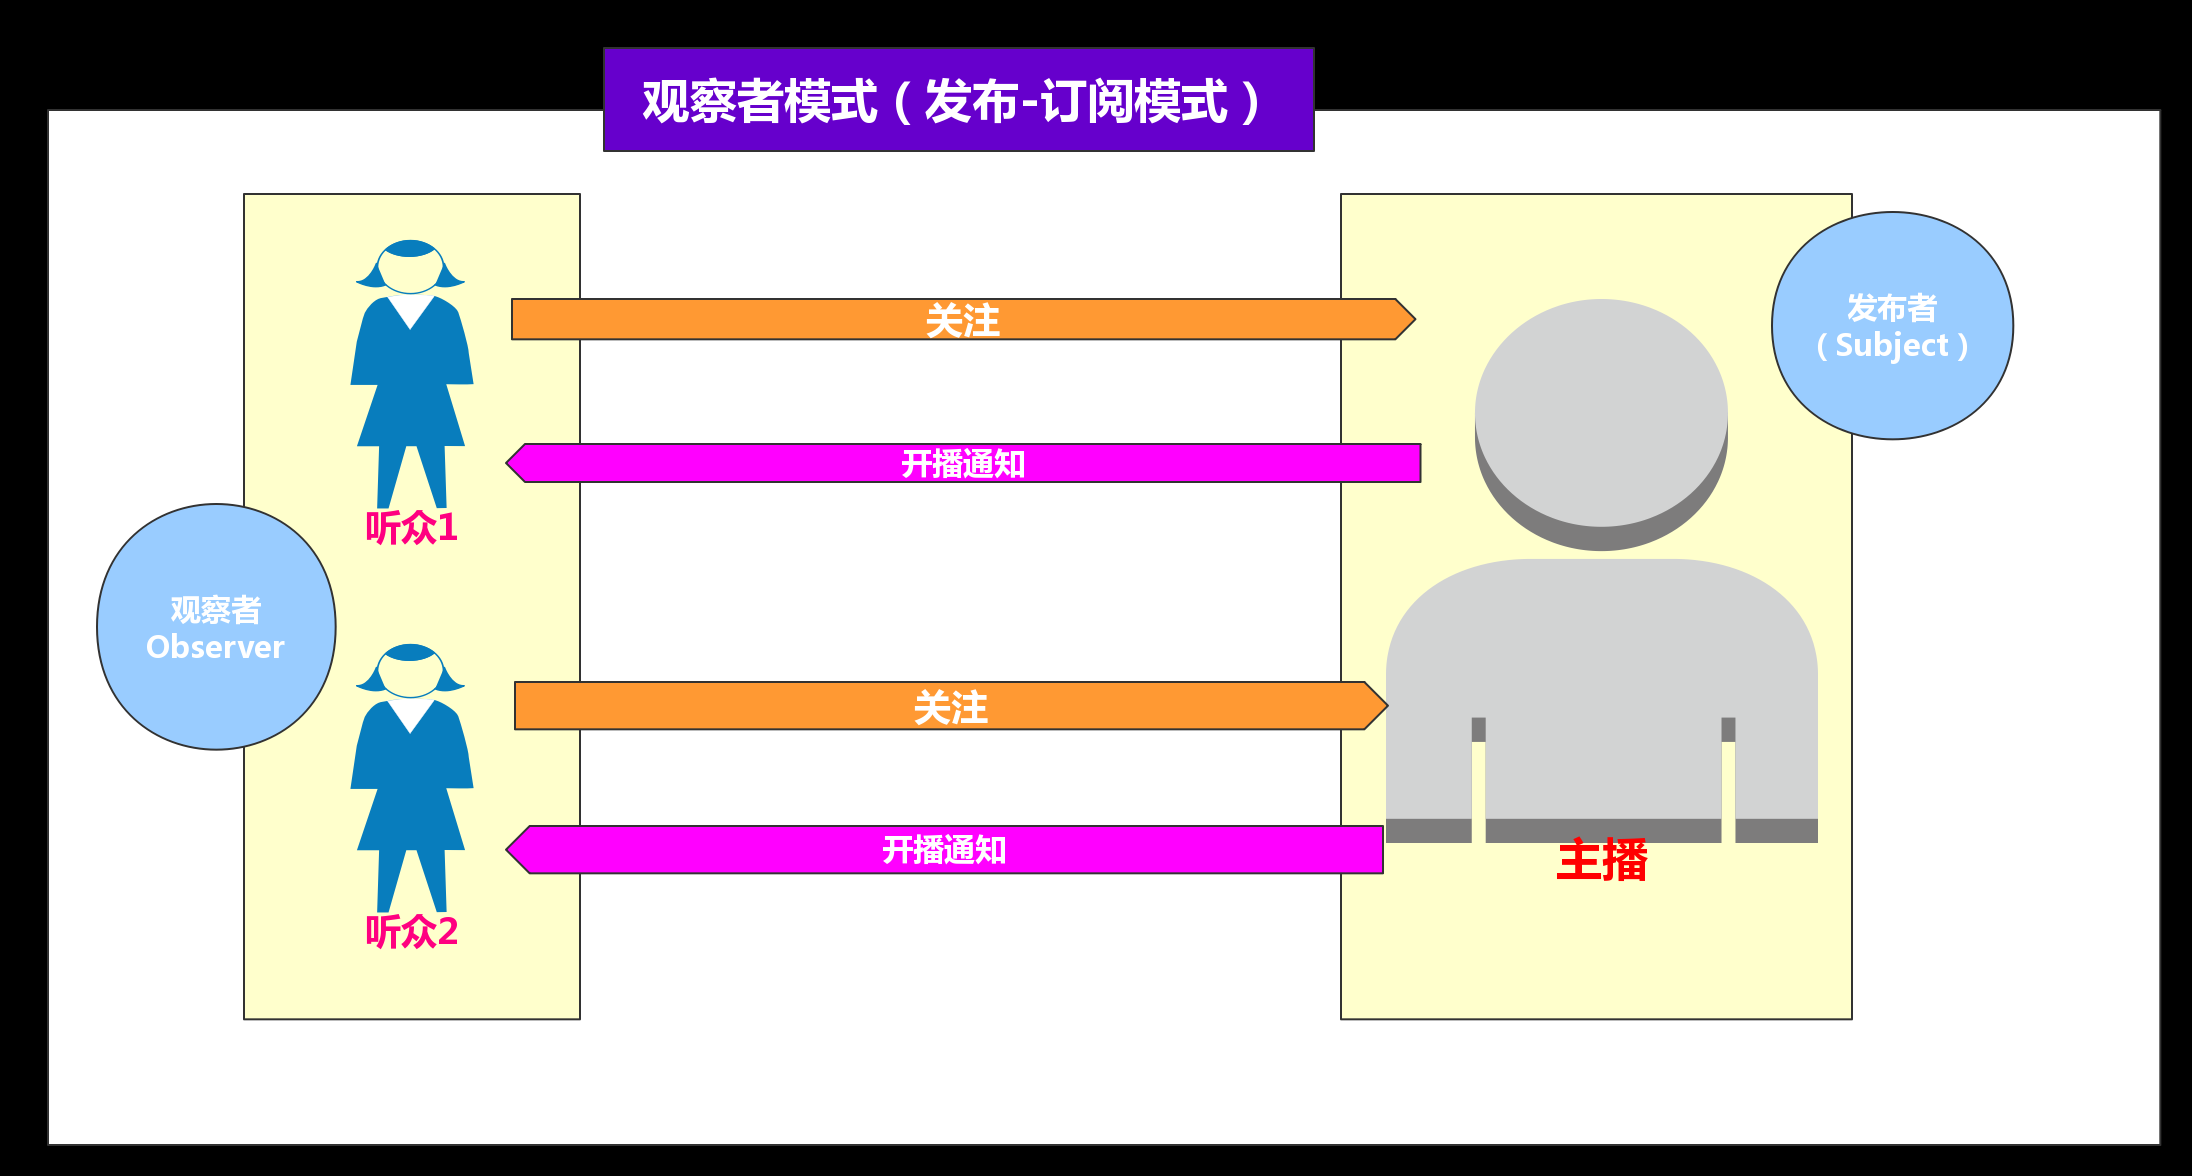 观察者模式（发布-订阅模式）
发布者
（Subject）
关注
开播通知
听众1
观察者
Observer
关注
开播通知
主播
听众2